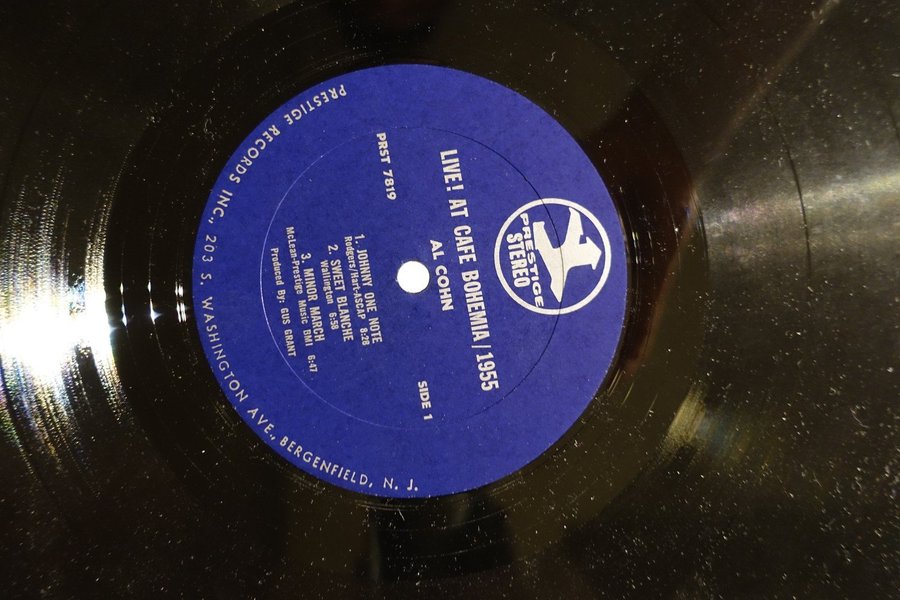 PRESTIGE
STEREO
LIVE! AT CAFE BOHEMIA/1955
AL COHN
PRST 7819
SIDE 1
1. JOHNNY ONE NOTE
Rodgers/Hart-ASCAP 8:28
2. SWEET BLANCHE
Wallington 6:58
3. MINOR MARCH
McLean-Prestige Music BMI 6:47
Produced By: GUS GRANT
PRESTIGE RECORDS INC., 203 S. WASHINGTON AVE., BERGENFIELD, N. J.